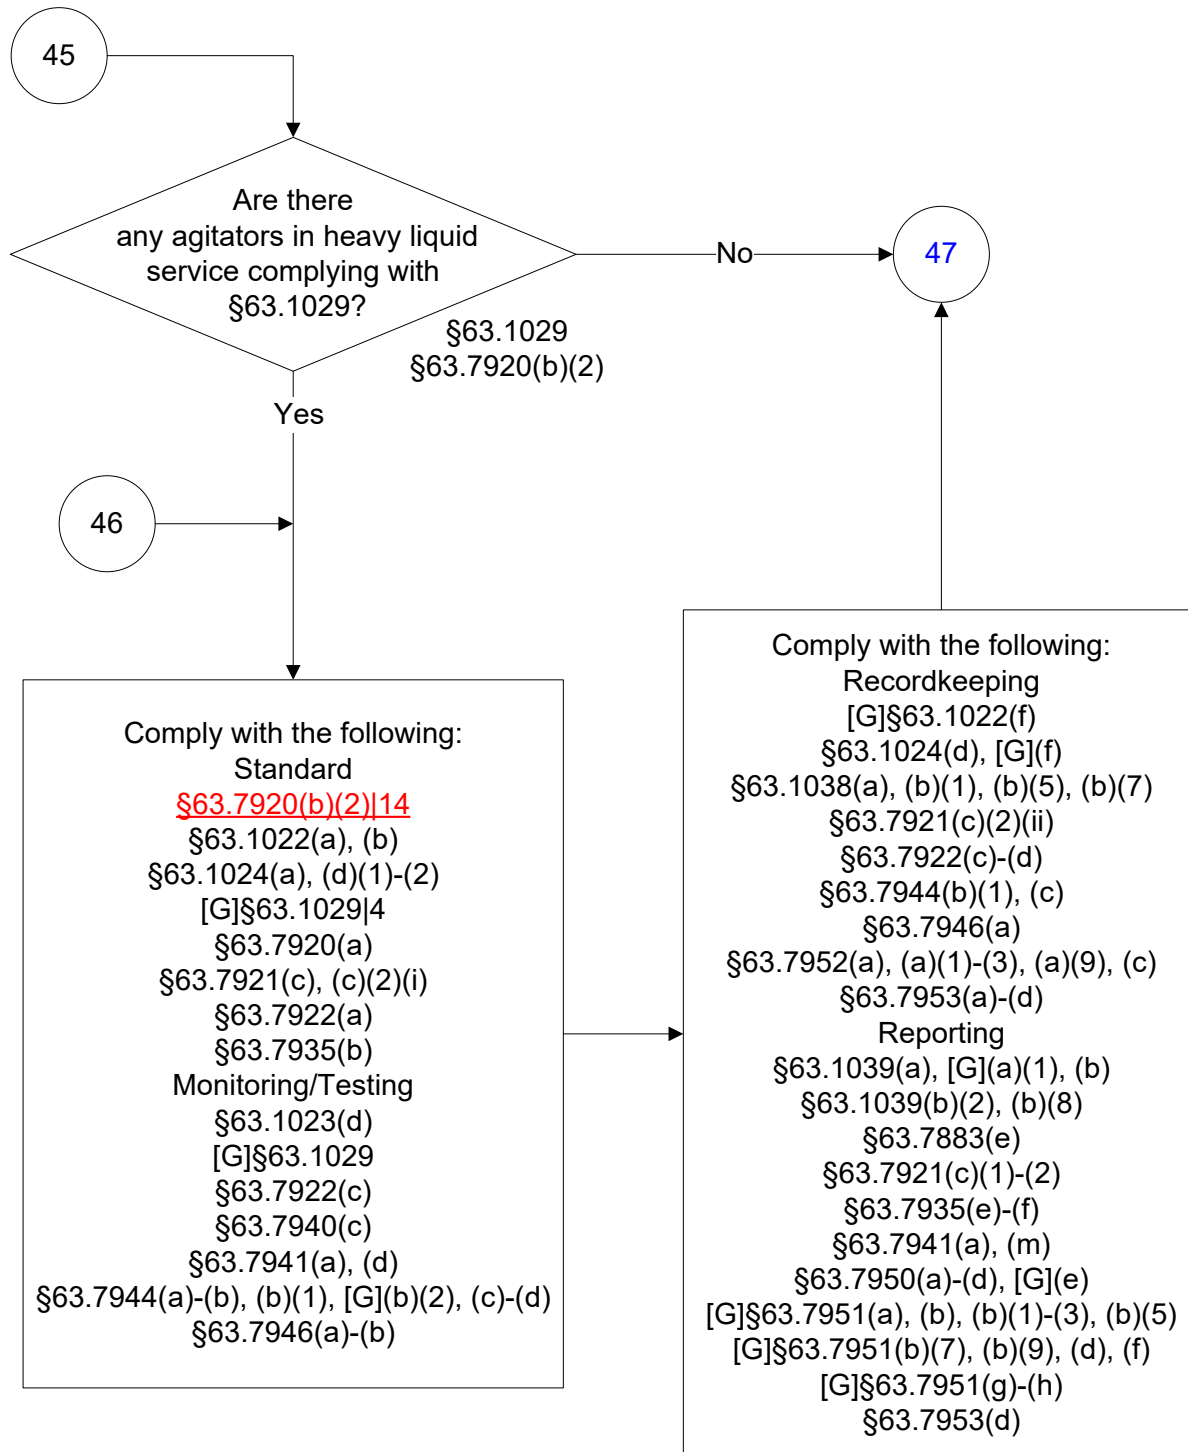 45
Are there
any agitators in heavy liquid
service complying with
§63.1029?
§63.1029
§63.7920(b)(2)
No
47
Yes
46
Comply with the following:
Standard
§63.7920(b)(2)|14
§63.1022(a), (b)
§63.1024(a), (d)(1)-(2)
[G]§63.1029|4
§63.7920(a)
§63.7921(c), (c)(2)(i)
§63.7922(a)
§63.7935(b)
Monitoring/Testing
§63.1023(d)
[G]§63.1029
§63.7922(c)
§63.7940(c)
§63.7941(a), (d)
§63.7944(a)-(b), (b)(1), [G](b)(2), (c)-(d)
§63.7946(a)-(b)
Comply with the following:
Recordkeeping
[G]§63.1022(f)
§63.1024(d), [G](f)
§63.1038(a), (b)(1), (b)(5), (b)(7)
§63.7921(c)(2)(ii)
§63.7922(c)-(d)
§63.7944(b)(1), (c)
§63.7946(a)
§63.7952(a), (a)(1)-(3), (a)(9), (c)
§63.7953(a)-(d)
Reporting
§63.1039(a), [G](a)(1), (b)
§63.1039(b)(2), (b)(8)
§63.7883(e)
§63.7921(c)(1)-(2)
§63.7935(e)-(f)
§63.7941(a), (m)
§63.7950(a)-(d), [G](e)
[G]§63.7951(a), (b), (b)(1)-(3), (b)(5)
[G]§63.7951(b)(7), (b)(9), (d), (f)
[G]§63.7951(g)-(h)
§63.7953(d)